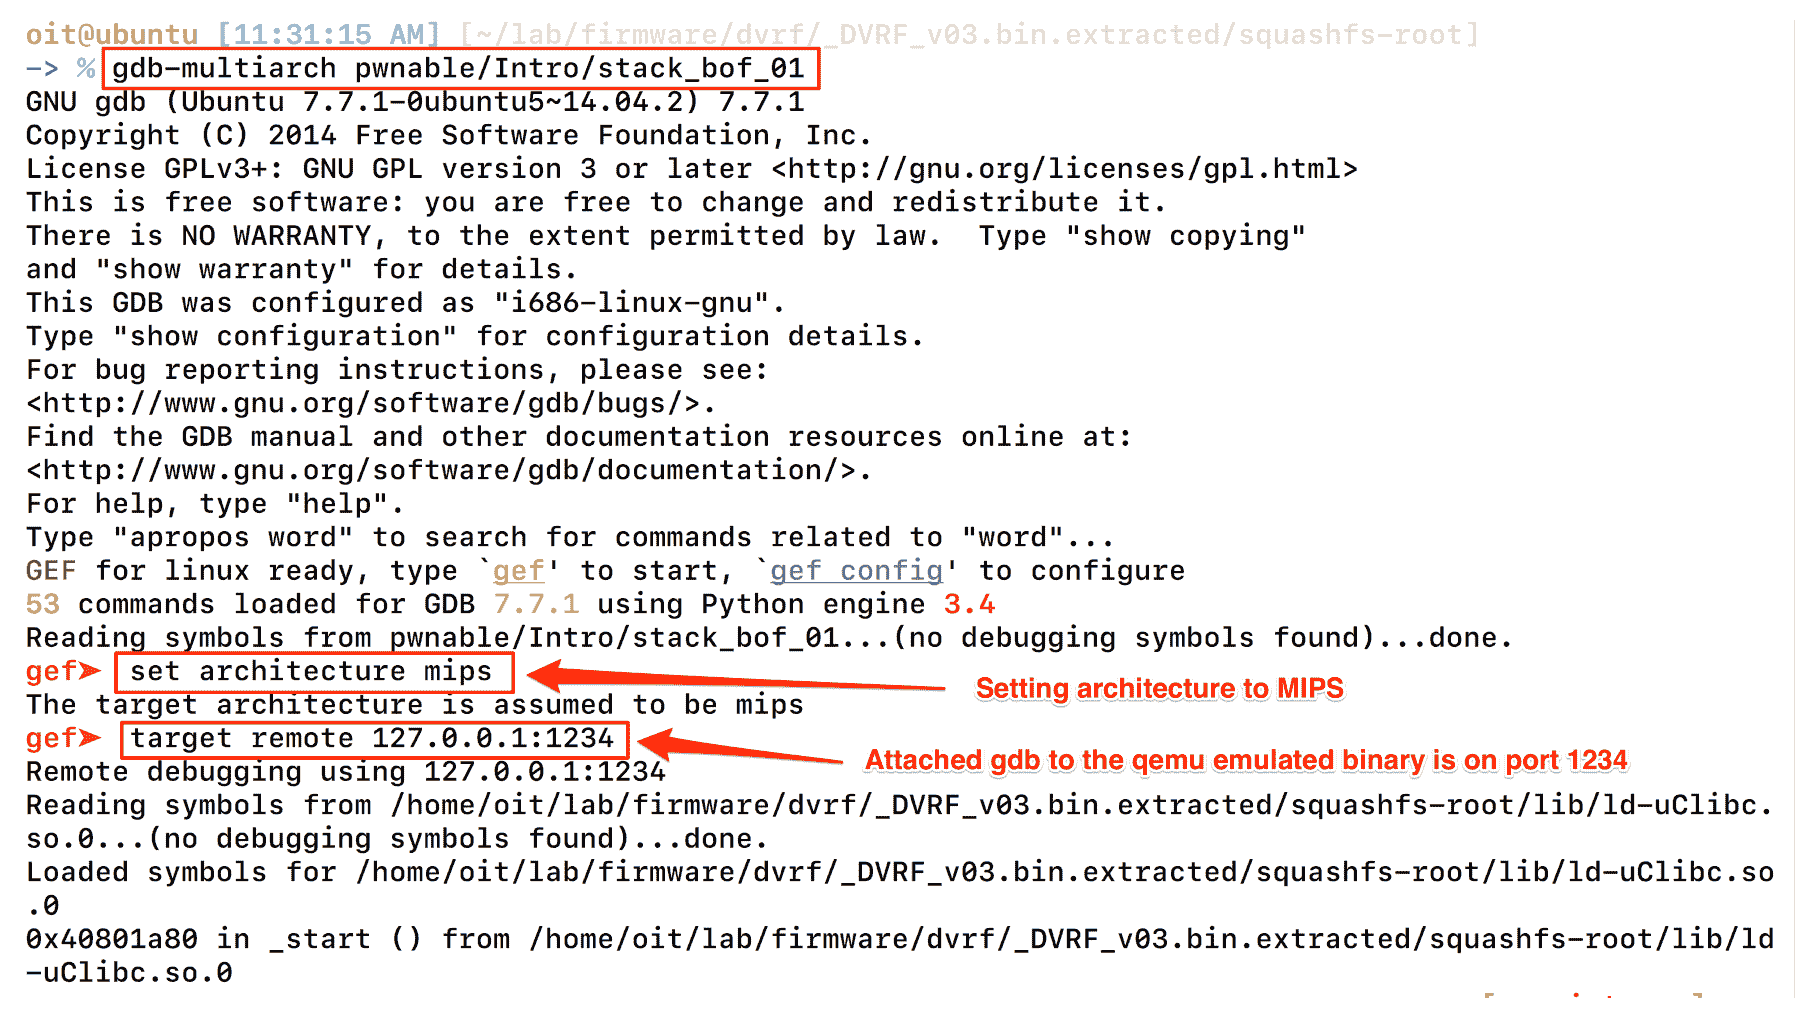 oit@ubuntu [11:31:15 AM] [~/lab/firmware/dvrf/_DVRF_v03.bin.extracted/squashfs-root]
-> % gdb-multiarch pwnable/Intro/stack_bof_01
GNU gdb (Ubuntu 7.7.1-0ubuntu5~14.04.2) 7.7.1
Copyright (C) 2014 Free Software Foundation, Inc.
License GPLv3+: GNU GPL version 3 or later <http://gnu.org/licenses/gpl.html>
This is free software: you are free to change and redistribute it.
There is NO WARRANTY, to the extent permitted by law.  Type "show copying"
and "show warranty" for details.
This GDB was configured as "i686-linux-gnu".
Type "show configuration" for configuration details.
For bug reporting instructions, please see:
<http://www.gnu.org/software/gdb/bugs/>.
Find the GDB manual and other documentation resources online at:
<http://www.gnu.org/software/gdb/documentation/>.
For help, type "help".
Type "apropos word" to search for commands related to "word"...
GEF for linux ready, type `gef' to start, `gef config' to configure
53 commands loaded for GDB 7.7.1 using Python engine 3.4
Reading symbols from pwnable/Intro/stack_bof_01...(no debugging symbols found)...done.
gef➤ set architecture mips
Setting architecture to MIPS
The target architecture is assumed to be mips
gef➤ target remote 127.0.0.1:1234
Attached gdb to the qemu emulated binary is on port 1234
Remote debugging using 127.0.0.1:1234
Reading symbols from /home/oit/lab/firmware/dvrf/_DVRF_v03.bin.extracted/squashfs-root/lib/ld-uClibc.
so.0...(no debugging symbols found)...done.
Loaded symbols for /home/oit/lab/firmware/dvrf/_DVRF_v03.bin.extracted/squashfs-root/lib/ld-uClibc.so
.0
0x40801a80 in _start () from /home/oit/lab/firmware/dvrf/_DVRF_v03.bin.extracted/squashfs-root/lib/ld
-uClibc.so.0